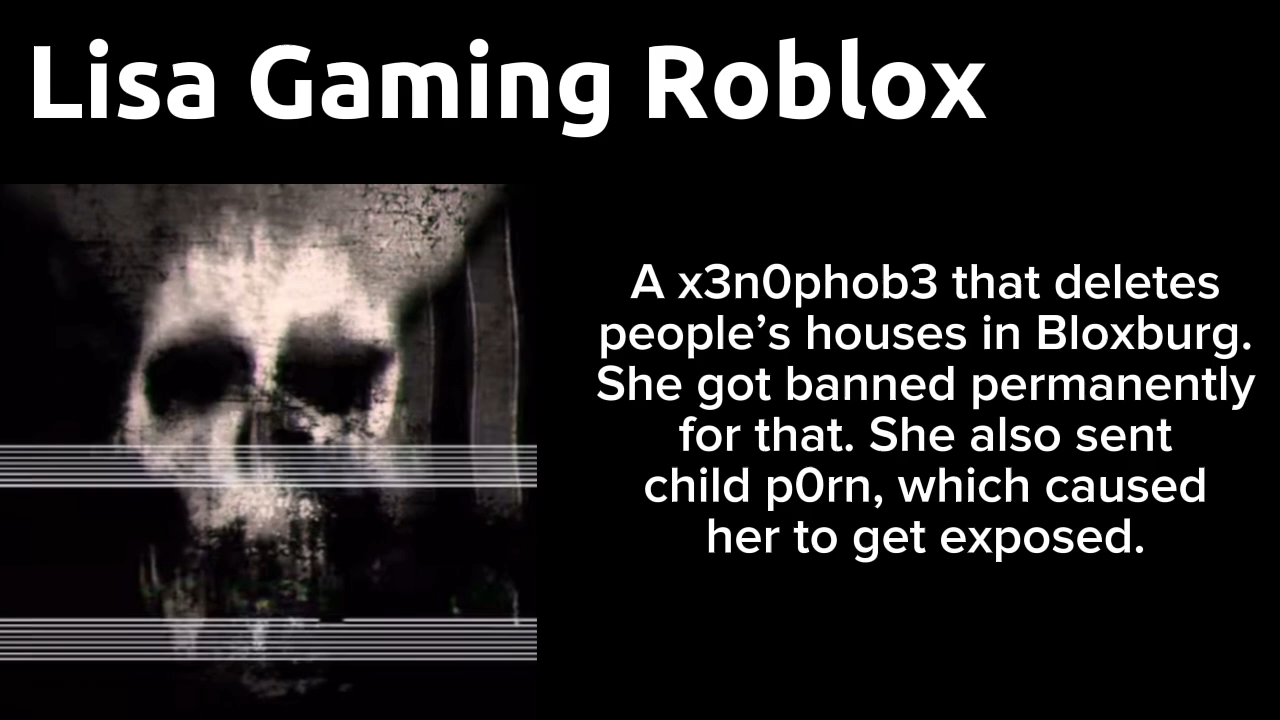 Lisa Gaming Roblox
A x3n0phob3 that deletes
people’s houses in Bloxburg.
She got banned permanently
for that. She also sent
child p0rn, which caused
her to get exposed.